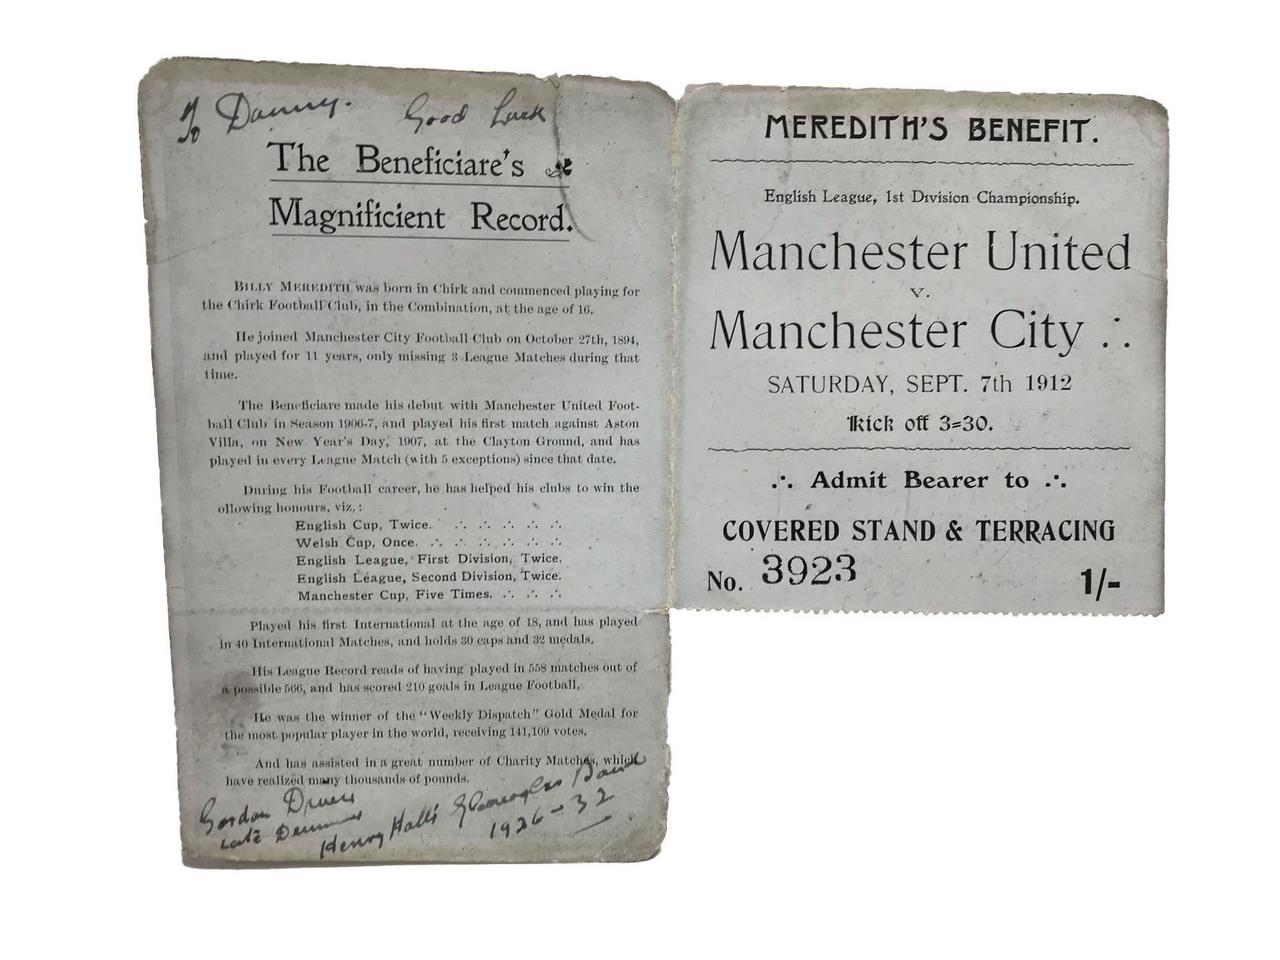 To Danny. Good Luck
The Beneficiare's
Magnificient Record.
BILLY MEREDITH was born in Chirk and commenced playing for
the Chirk Football Club, in the Combination, at the age of 16.
He joined Manchester City Football Club on October 27th, 1894,
and played for 11 years, only missing 3 League Matches during that
time.
The Beneficiare made his debut with Manchester United Foot-
ball Club in Season 1906-7, and played his first match against Aston
Villa, on New Year's Day, 1907, at the Clayton Ground, and has
played in every League Match (with 5 exceptions) since that date.
During his Football career, he has helped his clubs to win the
ollowing honours, viz,:
English Cup, Twice. .·. .·. .·. .·. .·.
Welsh Cup, Once. .·. .·. .·. .·. .·. .·.
English League, First Division, Twice.
English League, Second Division, Twice.
Manchester Cup, Five Times. .·. .·. .·.
Played his first International at the age of 18, and has played
in 40 International Matches, and holds 30 caps and 32 medals.
His League Record reads of having played in 558 matches out of
a possible 566, and has scored 210 goals in League Football.
He was the winner of the "Weekly Dispatch" Gold Medal for
the most popular player in the world, receiving 141,109 votes.
And has assisted in a great number of Charity Matches, which
have realized many thousands of pounds.
Gordon
Late Drummer
Henry Hall's Gleneagles Band
1926-32
MEREDITH'S BENEFIT.
English League, 1st Division Championship.
Manchester United
v.
Manchester City .·.
SATURDAY, SEPT. 7th 1912
Kick off 3=30.
.·. Admit Bearer to .·.
COVERED STAND & TERRACING
No. 3923 1/-